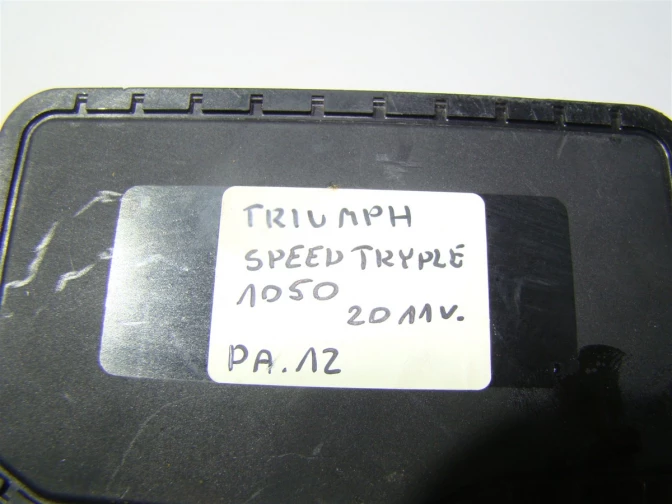 TRIUMPH
SPEED TRYPLE
1050
2011v.
PA.12